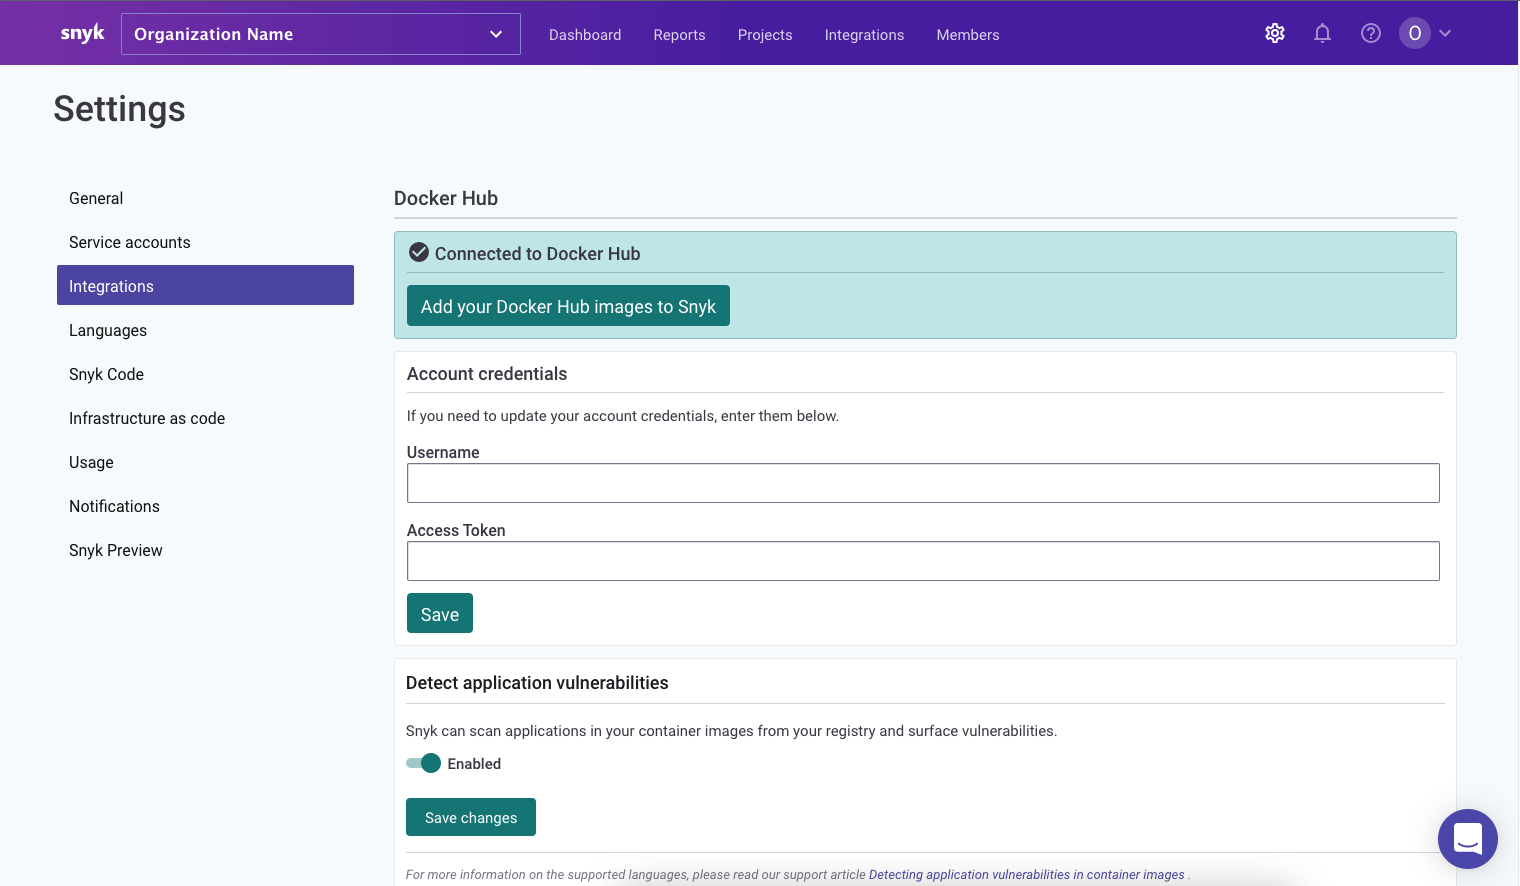 snyk
Organization Name
Dashboard
Reports
Projects
Integrations
Members
?
O
Settings
General
Service accounts
Integrations
Languages
Snyk Code
Infrastructure as code
Usage
Notifications
Snyk Preview
Docker Hub
Connected to Docker Hub
Add your Docker Hub images to Snyk
Account credentials
If you need to update your account credentials, enter them below.
Username
Access Token
Save
Detect application vulnerabilities
Snyk can scan applications in your container images from your registry and surface vulnerabilities.
Enabled
Save changes
For more information on the supported languages, please read our support article Detecting application vulnerabilities in container images .